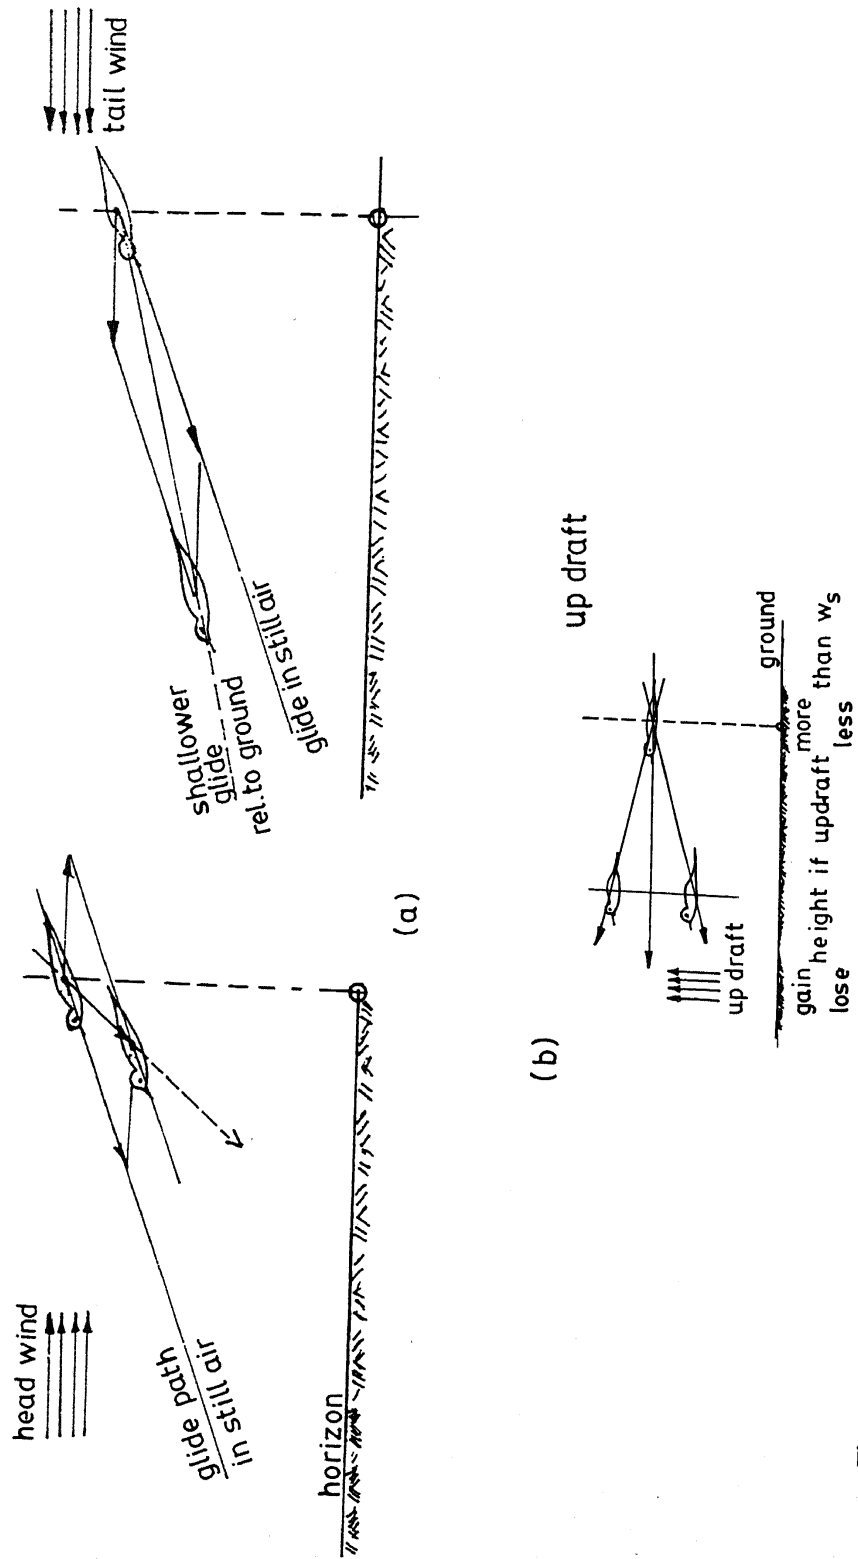 head wind
glide path
in still air
horizon
tail wind
shallower
glide
rel. to ground
glide in still air
(a)
(b)
up draft
up draft
ground
gain height if updraft more than ws
lose less